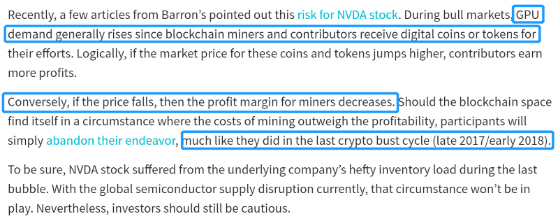 Recently, a few articles from Barron's pointed out this risk for NVDA stock. During bull markets, GPU
demand generally rises since blockchain miners and contributors receive digital coins or tokens for
their efforts. Logically, if the market price for these coins and tokens jumps higher, contributors earn
more profits.
Conversely, if the price falls, then the profit margin for miners decreases. Should the blockchain space
find itself in a circumstance where the costs of mining outweigh the profitability, participants will
simply abandon their endeavor, much like they did in the last crypto bust cycle (late 2017/early 2018).
To be sure, NVDA stock suffered from the underlying company's hefty inventory load during the last
bubble. With the global semiconductor supply disruption currently, that circumstance won't be in
play. Nevertheless, investors should still be cautious.